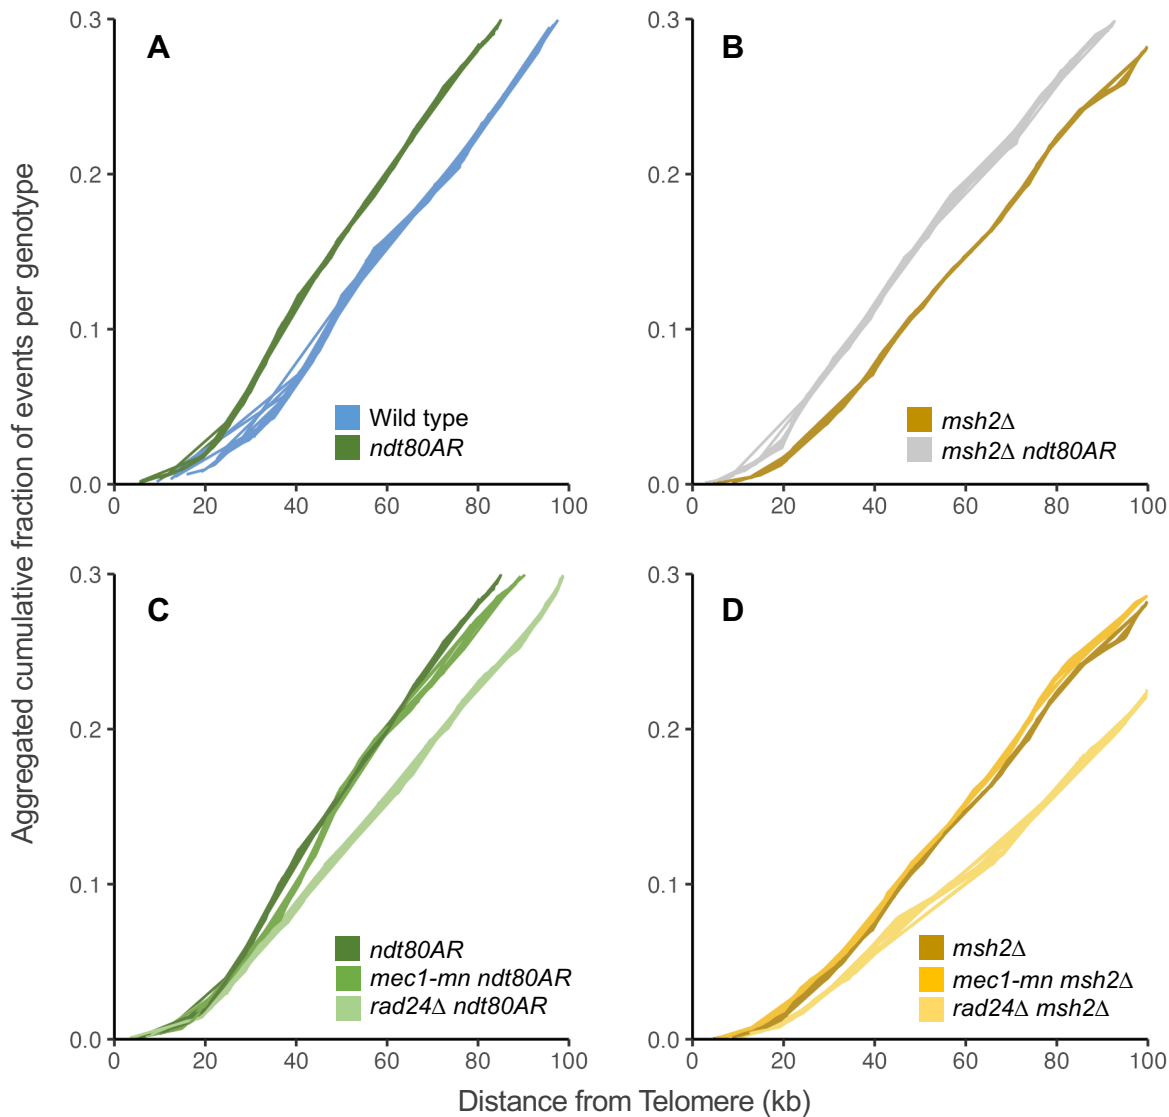 Aggregated cumulative fraction of events per genotype
A
0.3
0.2
0.1
0.0
0 20 40 60 80 100
Wild type
ndt80AR
B
0.3
0.2
0.1
0.0
0 20 40 60 80 100
msh2Δ
msh2Δ ndt80AR
C
0.3
0.2
0.1
0.0
0 20 40 60 80 100
ndt80AR
mec1-mn ndt80AR
rad24Δ ndt80AR
D
0.3
0.2
0.1
0.0
0 20 40 60 80 100
msh2Δ
mec1-mn msh2Δ
rad24Δ msh2Δ
Distance from Telomere (kb)